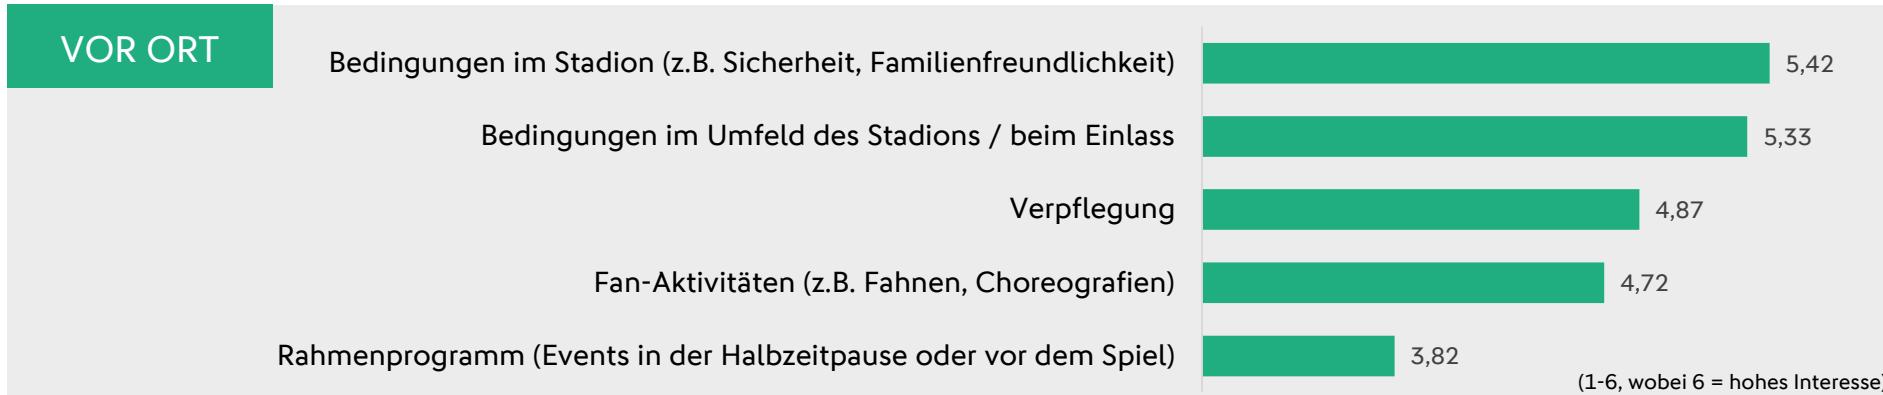 VOR ORT
Bedingungen im Stadion (z.B. Sicherheit, Familienfreundlichkeit) 5,42
Bedingungen im Umfeld des Stadions / beim Einlass 5,33
Verpflegung 4,87
Fan-Aktivitäten (z.B. Fahnen, Choreografien) 4,72
Rahmenprogramm (Events in der Halbzeitpause oder vor dem Spiel) 3,82
(1-6, wobei 6 = hohes Interesse)